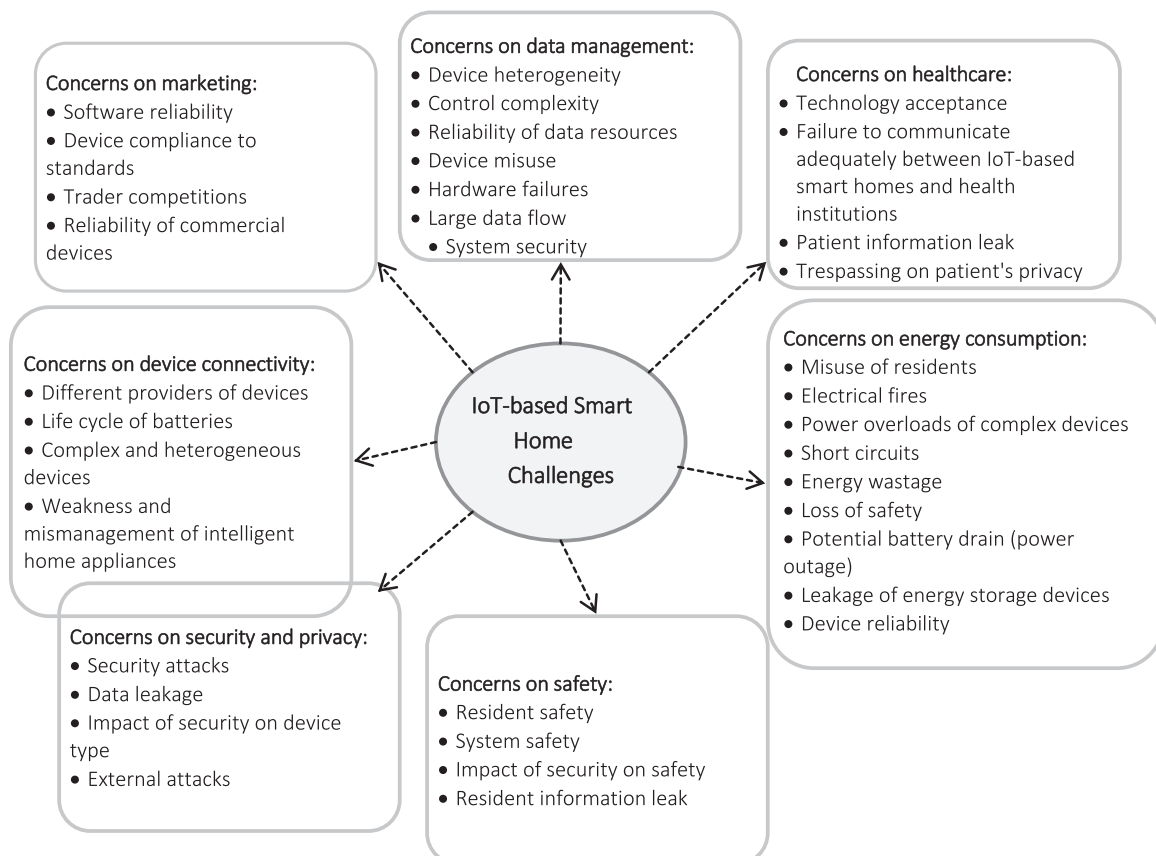 Concerns on marketing:
● Software reliability
● Device compliance to
standards
● Trader competitions
● Reliability of commercial
devices
Concerns on data management:
● Device heterogeneity
● Control complexity
● Reliability of data resources
● Device misuse
● Hardware failures
● Large data flow
● System security
Concerns on healthcare:
● Technology acceptance
● Failure to communicate
adequately between IoT-based
smart homes and health
institutions
● Patient information leak
● Trespassing on patient's privacy
Concerns on device connectivity:
● Different providers of devices
● Life cycle of batteries
● Complex and heterogeneous
devices
● Weakness and
mismanagement of intelligent
home appliances
IoT-based Smart
Home
Challenges
Concerns on energy consumption:
● Misuse of residents
● Electrical fires
● Power overloads of complex devices
● Short circuits
● Energy wastage
● Loss of safety
● Potential battery drain (power
outage)
● Leakage of energy storage devices
● Device reliability
Concerns on security and privacy:
● Security attacks
● Data leakage
● Impact of security on device
type
● External attacks
Concerns on safety:
● Resident safety
● System safety
● Impact of security on safety
● Resident information leak